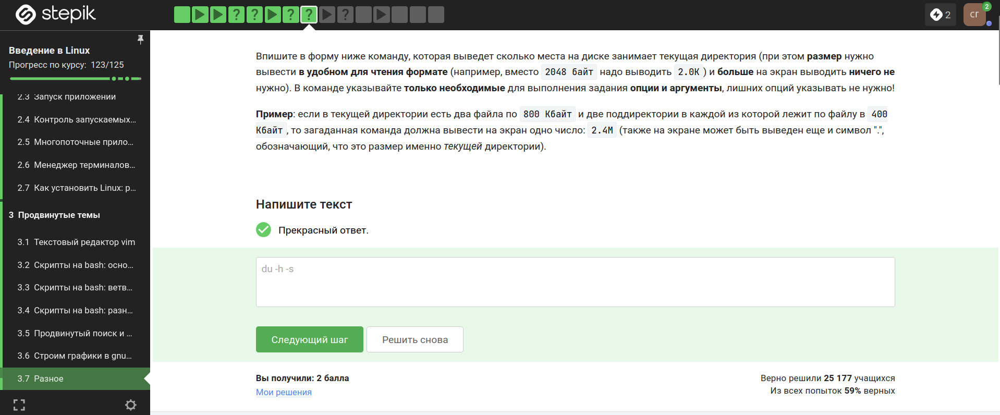 stepik
? ? ? ? ?
2
СГ
2
Введение в Linux
Прогресс по курсу: 123/125
2.3 Запуск приложении
2.4 Контроль запускаемых...
2.5 Многопоточные прило...
2.6 Менеджер терминалов...
2.7 Как установить Linux: р...
3 Продвинутые темы
3.1 Текстовый редактор vim
3.2 Скрипты на bash: осно...
3.3 Скрипты на bash: ветв...
3.4 Скрипты на bash: разн...
3.5 Продвинутый поиск и ...
3.6 Строим графики в gnu...
3.7 Разное
Впишите в форму ниже команду, которая выведет сколько места на диске занимает текущая директория (при этом размер нужно
вывести в удобном для чтения формате (например, вместо 2048 байт надо выводить 2.0K ) и больше на экран выводить ничего не
нужно). В команде указывайте только необходимые для выполнения задания опции и аргументы, лишних опций указывать не нужно!
Пример: если в текущей директории есть два файла по 800 Кбайт и две поддиректории в каждой из которой лежит по файлу в 400
Кбайт , то загаданная команда должна вывести на экран одно число: 2.4M (также на экране может быть выведен еще и символ ".",
обозначающий, что это размер именно текущей директории).
Напишите текст
Прекрасный ответ.
du -h -s
Следующий шаг
Решить снова
Вы получили: 2 балла
Мои решения
Верно решили 25 177 учащихся
Из всех попыток 59% верных